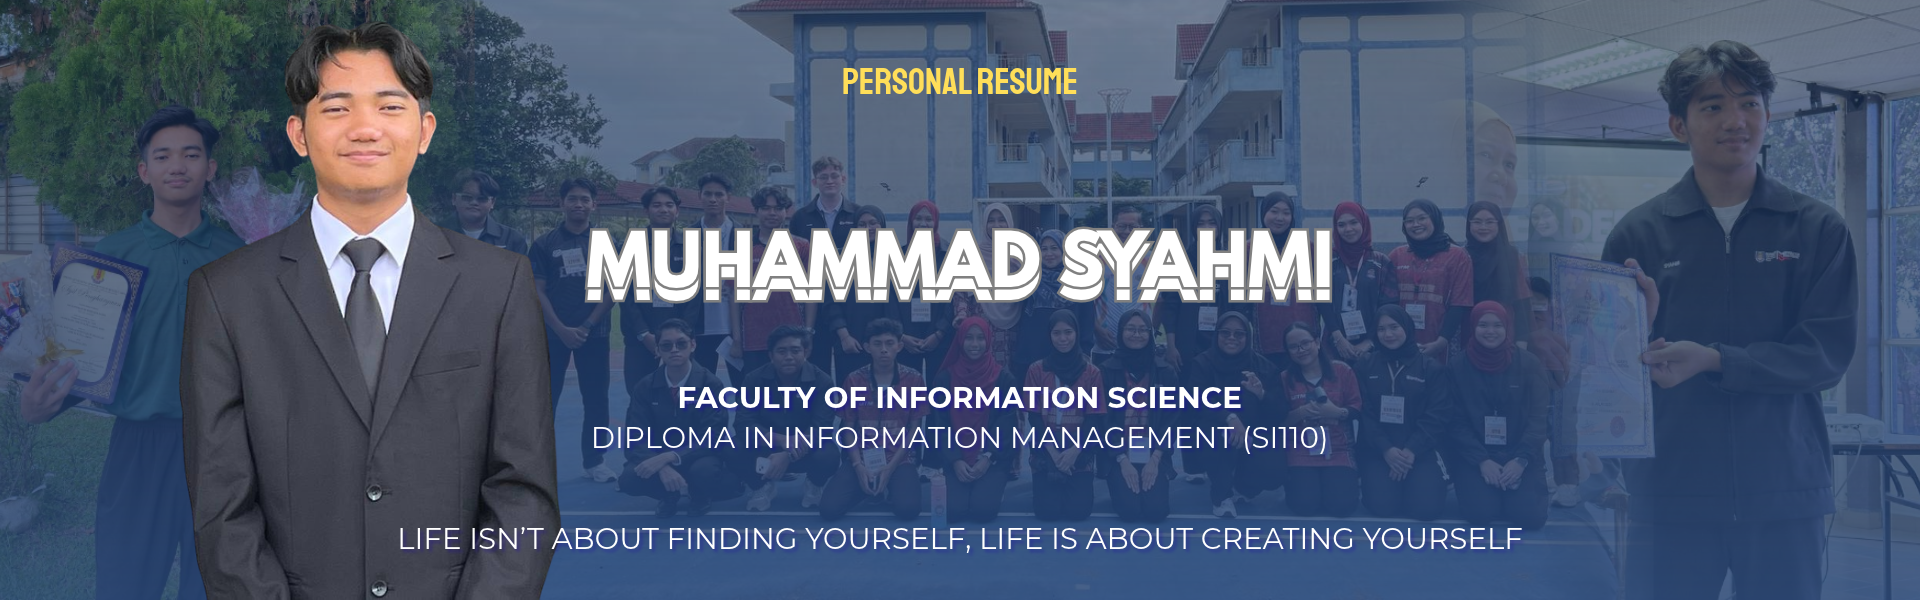 PERSONAL RESUME
MUHAMMAD SYAHMI
FACULTY OF INFORMATION SCIENCE
DIPLOMA IN INFORMATION MANAGEMENT (SI110)
LIFE ISN'T ABOUT FINDING YOURSELF, LIFE IS ABOUT CREATING YOURSELF